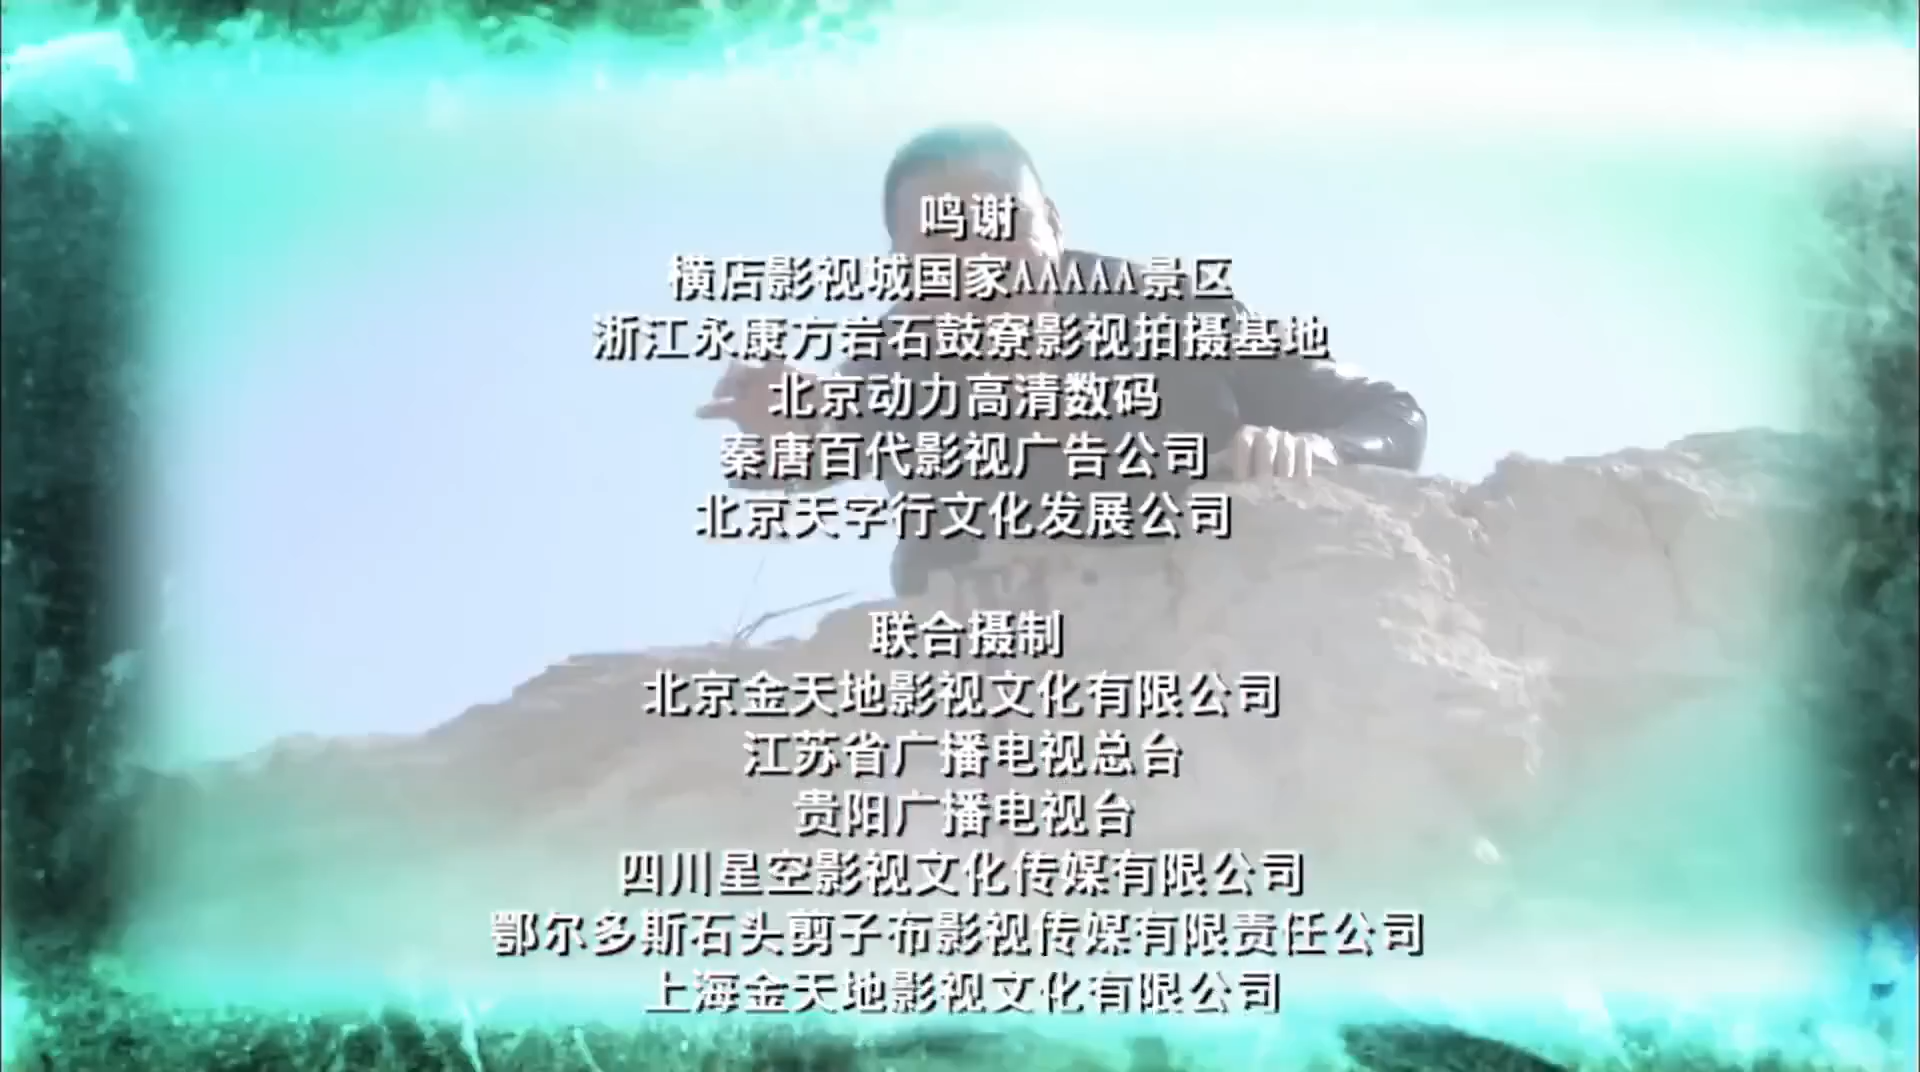 鸣谢
横店影视城国家AAAAA景区
浙江永康方岩石鼓寮影视拍摄基地
北京动力高清数码
秦唐百代影视广告公司
北京天字行文化发展公司
联合摄制
北京金天地影视文化有限公司
江苏省广播电视总台
贵阳广播电视台
四川星空影视文化传媒有限公司
鄂尔多斯石头剪子布影视传媒有限责任公司
上海金天地影视文化有限公司